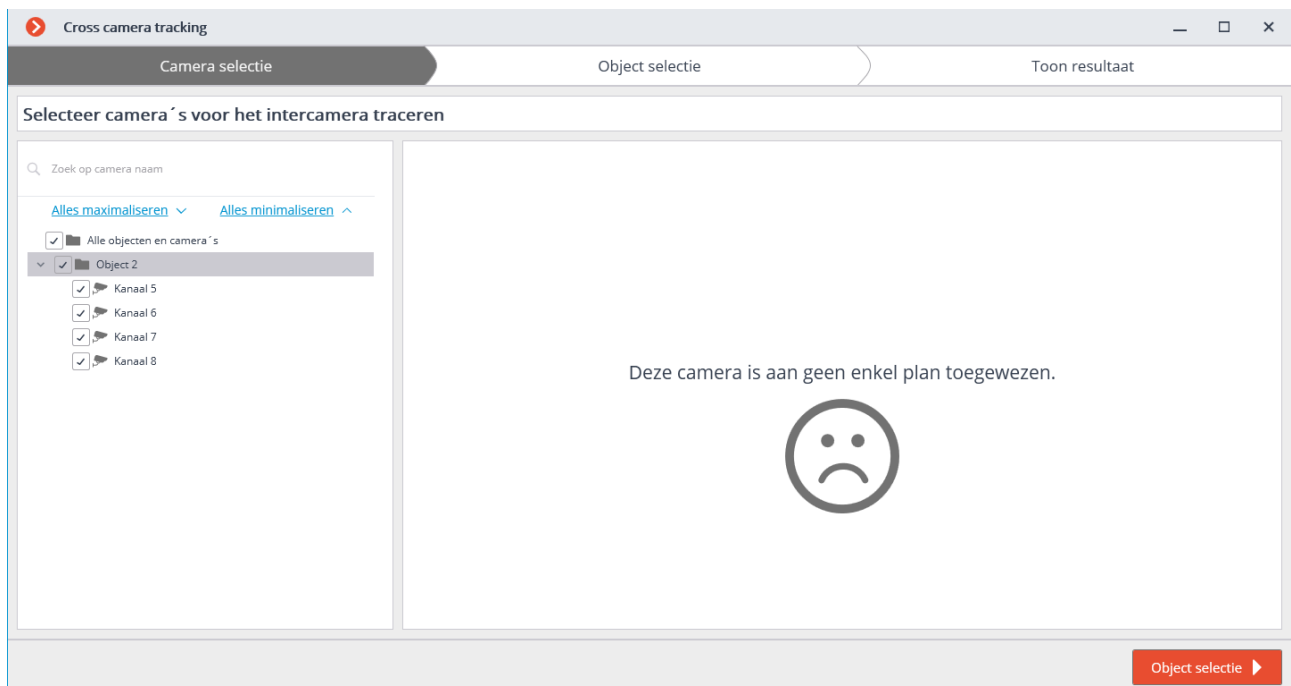 Cross camera tracking
Camera selectie
Object selectie
Toon resultaat
Selecteer camera´s voor het intercamera traceren
Zoek op camera naam
Alles maximaliseren
Alles minimaliseren
Alle objecten en camera´s
Object 2
Kanaal 5
Kanaal 6
Kanaal 7
Kanaal 8
Deze camera is aan geen enkel plan toegewezen.
Object selectie